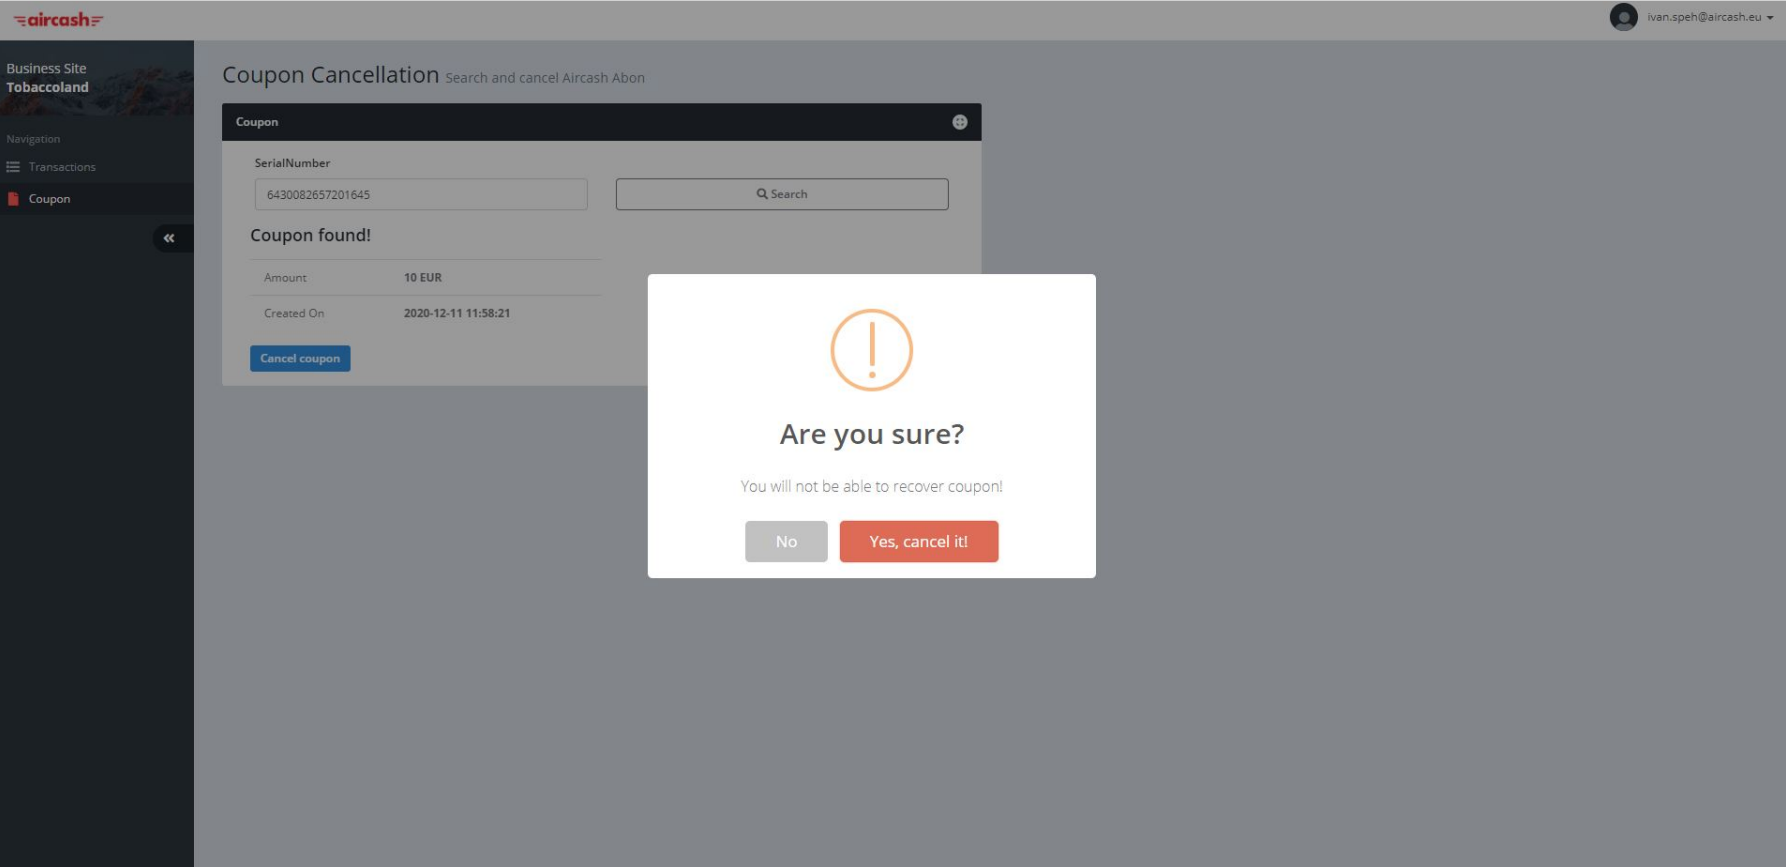 aircash
ivan.speh@aircash.eu
Business Site
Tobaccoland
Navigation
Transactions
Coupon
Coupon Cancellation Search and cancel Aircash Abon
Coupon
SerialNumber
6430082657201645
Search
Coupon found!
Amount 10 EUR
Created On 2020-12-11 11:58:21
Cancel coupon
Are you sure?
You will not be able to recover coupon!
No
Yes, cancel it!